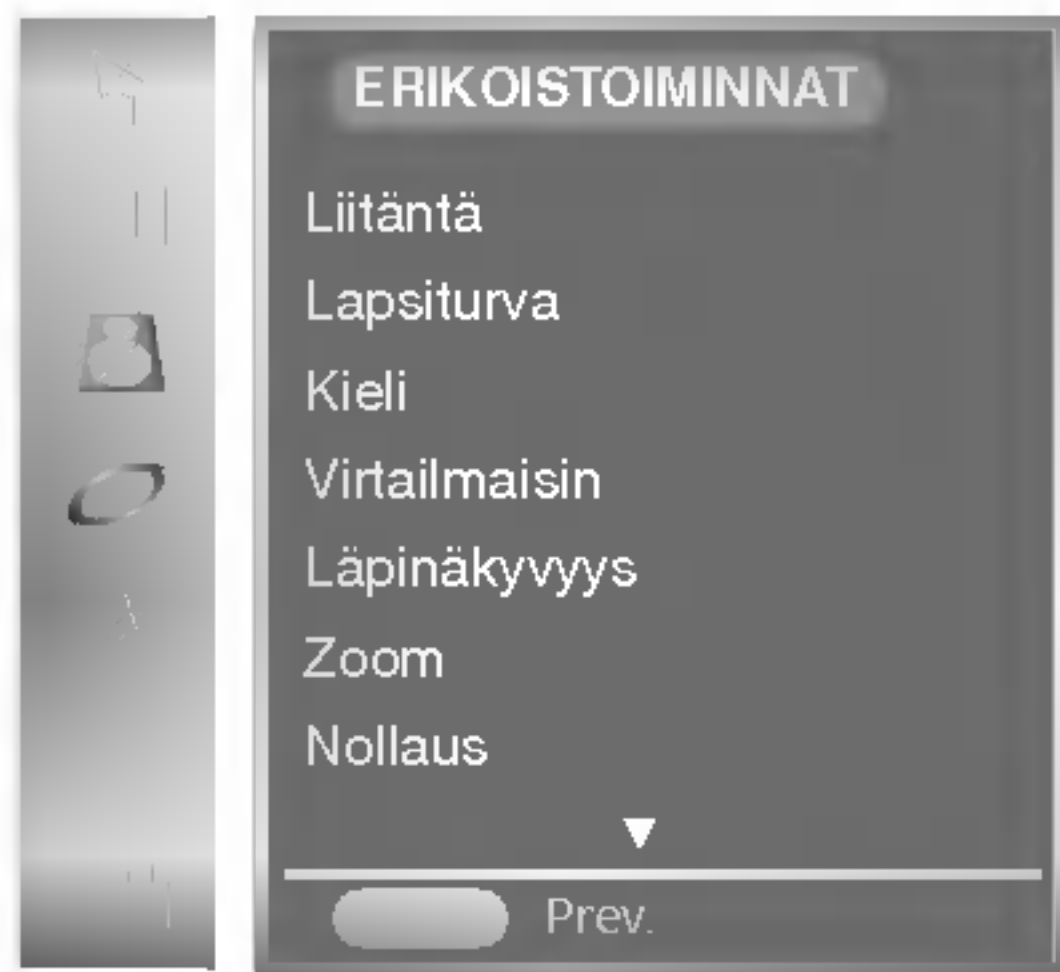 ERIKOISTOIMINNAT
Liitäntä
Lapsiturva
Kieli
Virtailmaisin
Läpinäkyvyys
Zoom
Nollaus
Prev.